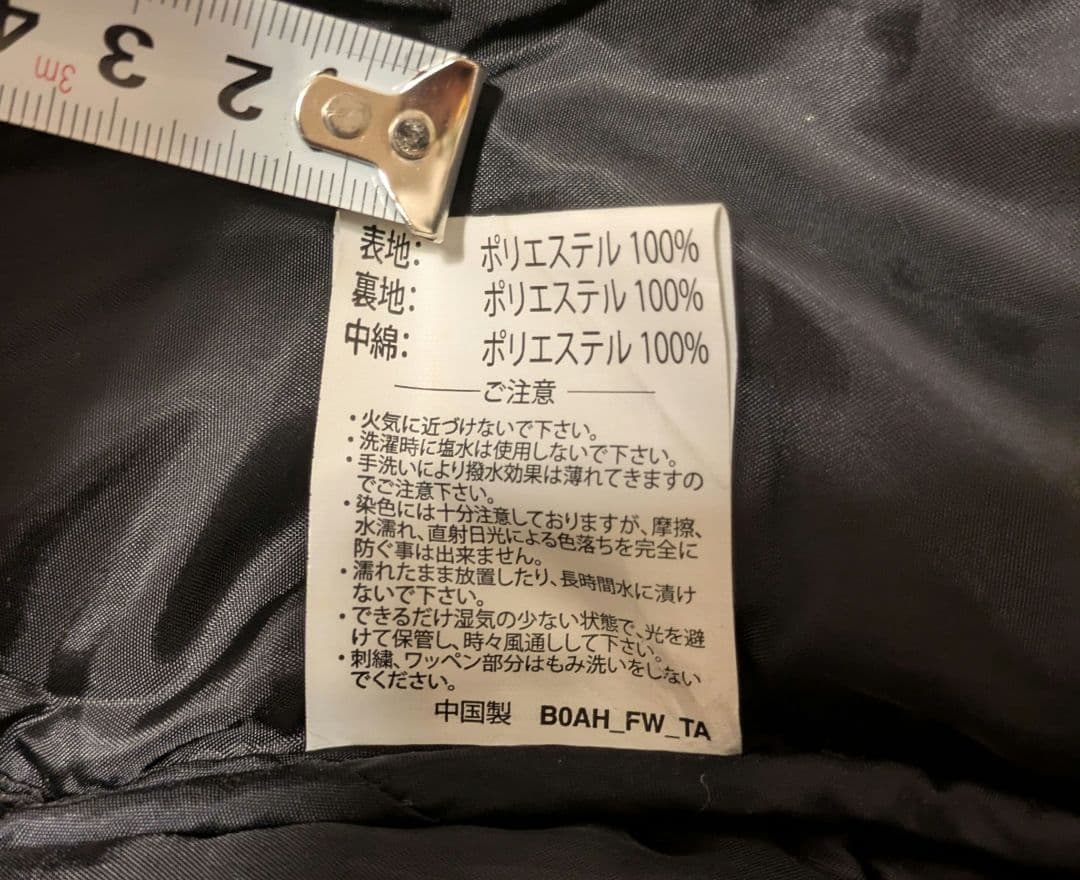 4 3 2
3m
表地: ポリエステル 100%
裏地: ポリエステル 100%
中綿: ポリエステル 100%
ご注意
・火気に近づけないで下さい。
・洗濯時に塩水は使用しないで下さい。
・手洗いにより撥水効果は薄れてきますの
でご注意下さい。
・染色には十分注意しておりますが、摩擦、
水濡れ、直射日光による色落ちを完全に
防ぐ事は出来ません。
・濡れたまま放置したり、長時間水に漬け
ないで下さい。
・できるだけ湿気の少ない状態で、光を避
けて保管し、時々風通しして下さい。
・刺繍、ワッペン部分はもみ洗いをしない
でください。
中国製 B0AH_FW_TA